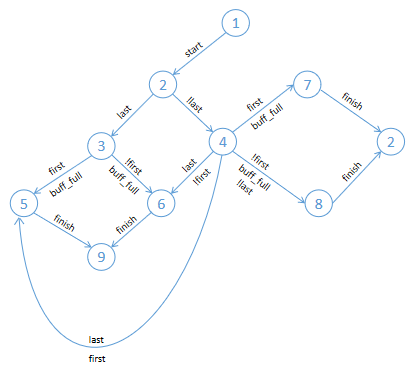 1
start
2
last
!last
first
buff_full
7
finish
3
4
2
first
buff_full
!first
buff_full
last
!first
!first
buff_full
!last
finish
5
6
8
finish
finish
9
last
first